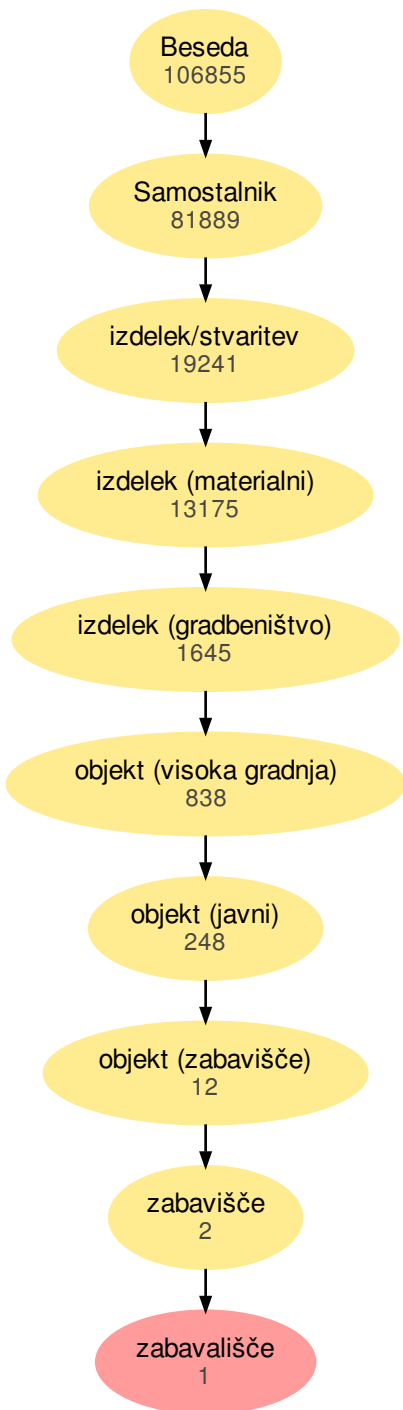 Beseda
106855
Samostalnik
81889
izdelek/stvaritev
19241
izdelek (materialni)
13175
izdelek (gradbeništvo)
1645
objekt (visoka gradnja)
838
objekt (javni)
248
objekt (zabavišče)
12
zabavišče
2
zabavališče
1